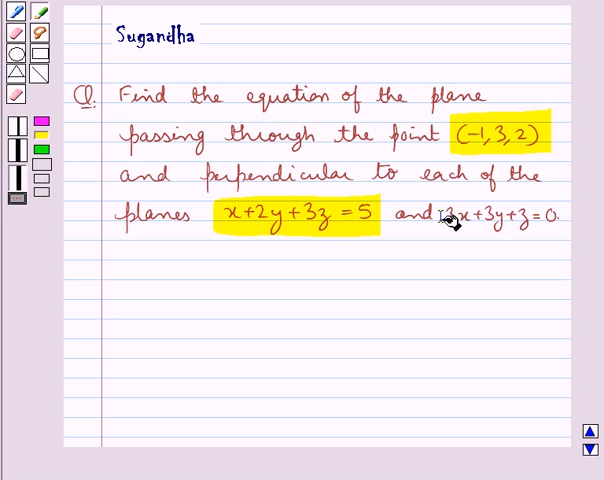 Sugandha
Q. Find the equation of the plane
passing through the point (-1, 3, 2)
and perpendicular to each of the
planes x+2y+3z = 5 and 3x+3y+z = 0.